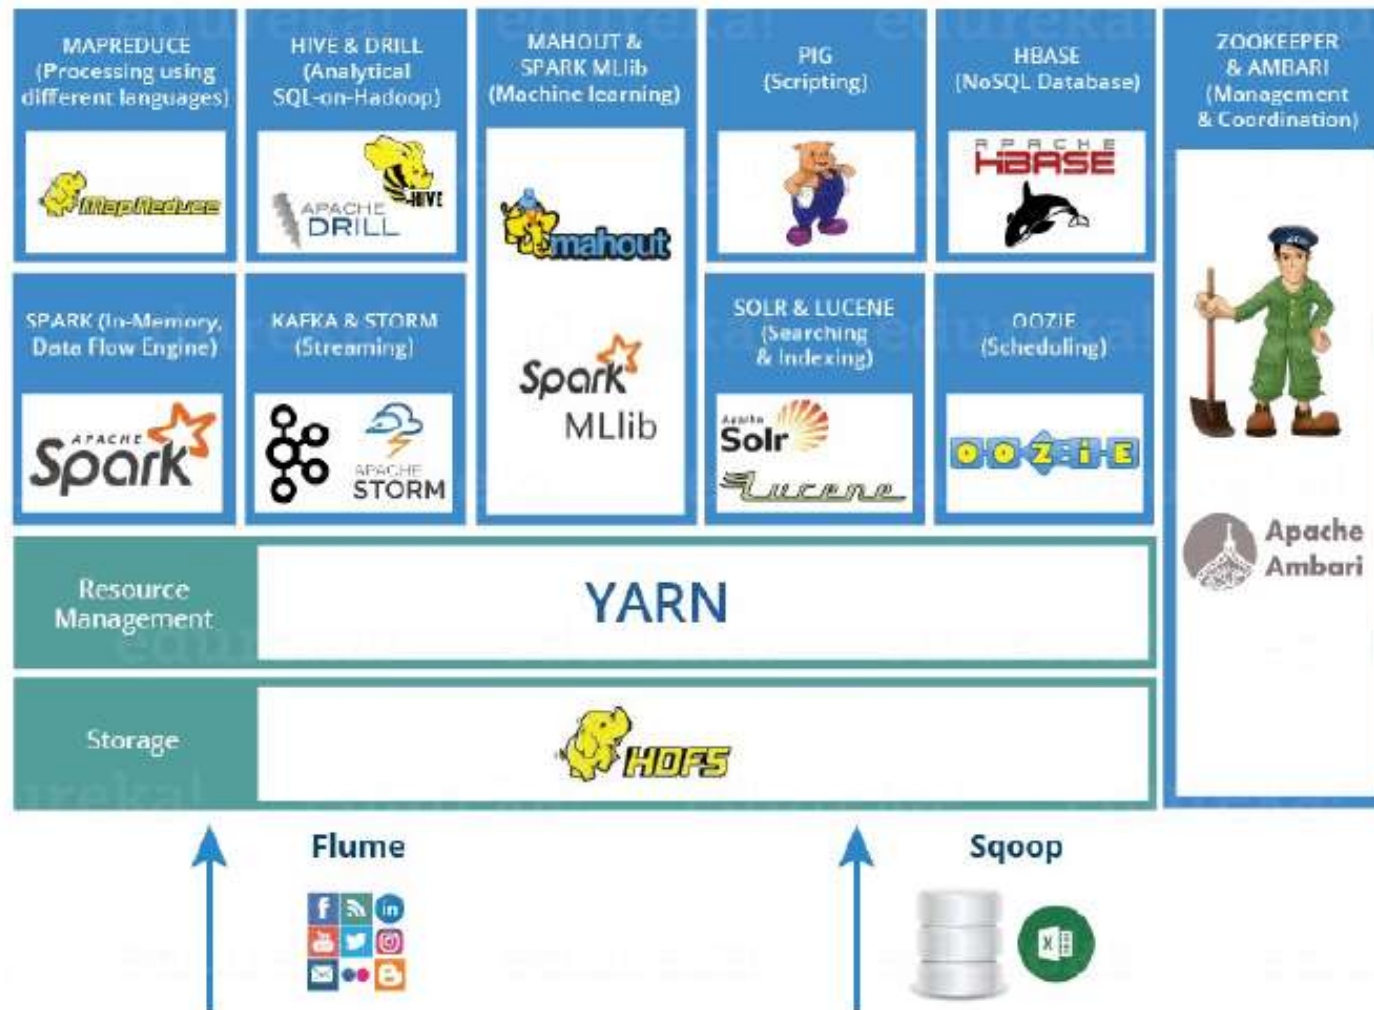 MAPREDUCE
(Processing using
different languages)
MapReduce
HIVE & DRILL
(Analytical
SQL-on-Hadoop)
HIVE
APACHE
DRILL
MAHOUT &
SPARK MLlib
(Machine learning)
mahout
Spark
MLlib
PIG
(Scripting)
HBASE
(NoSQL Database)
APACHE
HBASE
ZOOKEEPER
& AMBARI
(Management
& Coordination)
Apache
Ambari
SPARK (In-Memory,
Data Flow Engine)
APACHE
Spark
KAFKA & STORM
(Streaming)
APACHE
STORM
SOLR & LUCENE
(Searching
& Indexing)
Apache
Solr
Lucene
OOZIE
(Scheduling)
OOZiE
Resource
Management
YARN
Storage
HDFS
Flume
Sqoop
edureka!